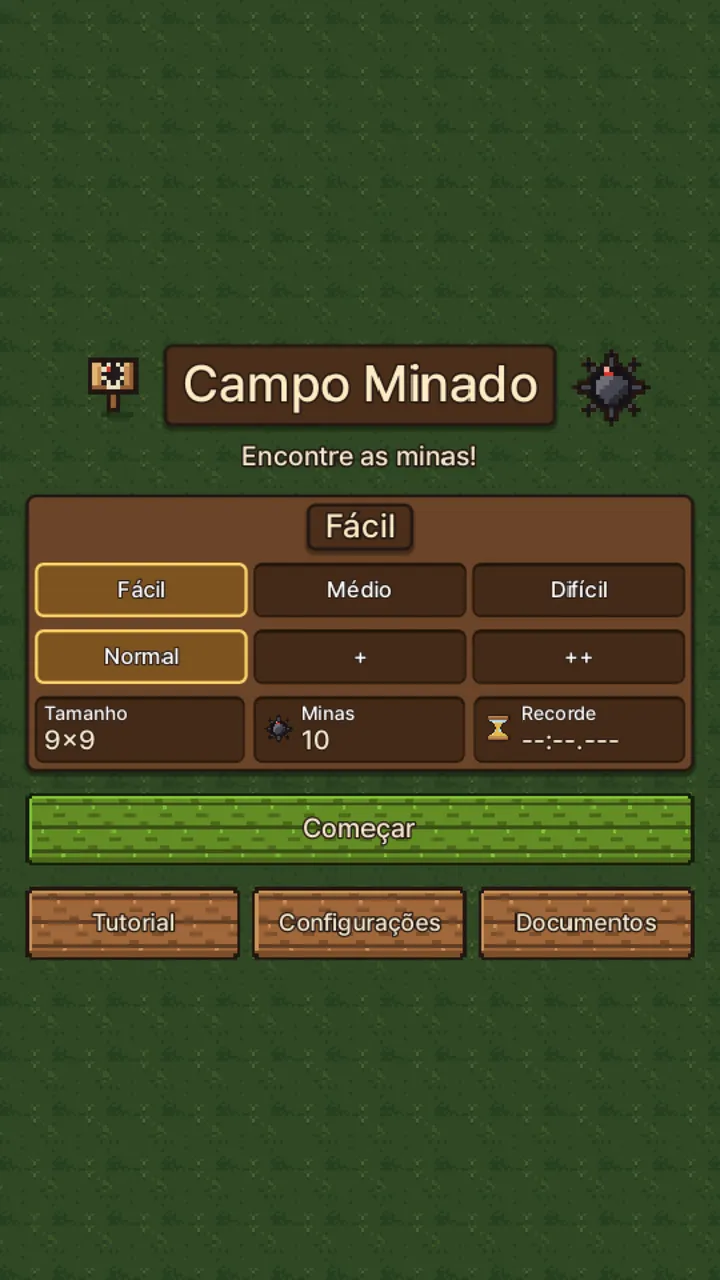 Campo Minado
Encontre as minas!
Fácil
Fácil Médio Difícil
Normal + ++
Tamanho Minas Recorde
9×9 10 --:--.---
Começar
Tutorial Configurações Documentos